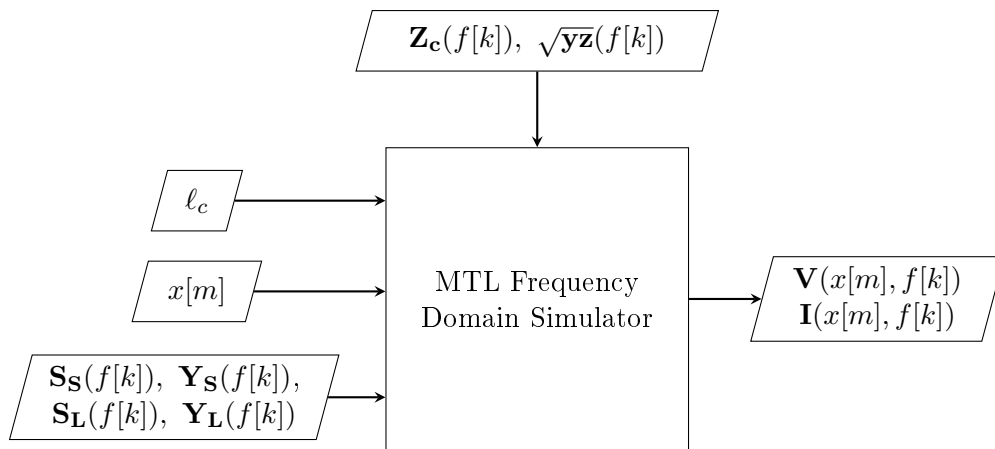 𝐙_𝐜(f[k]), √𝐲𝐳(f[k])
ℓ_c
x[m]
MTL Frequency
Domain Simulator
𝐕(x[m], f[k])
𝐈(x[m], f[k])
𝐒_𝐒(f[k]), 𝐘_𝐒(f[k]),
𝐒_𝐋(f[k]), 𝐘_𝐋(f[k])